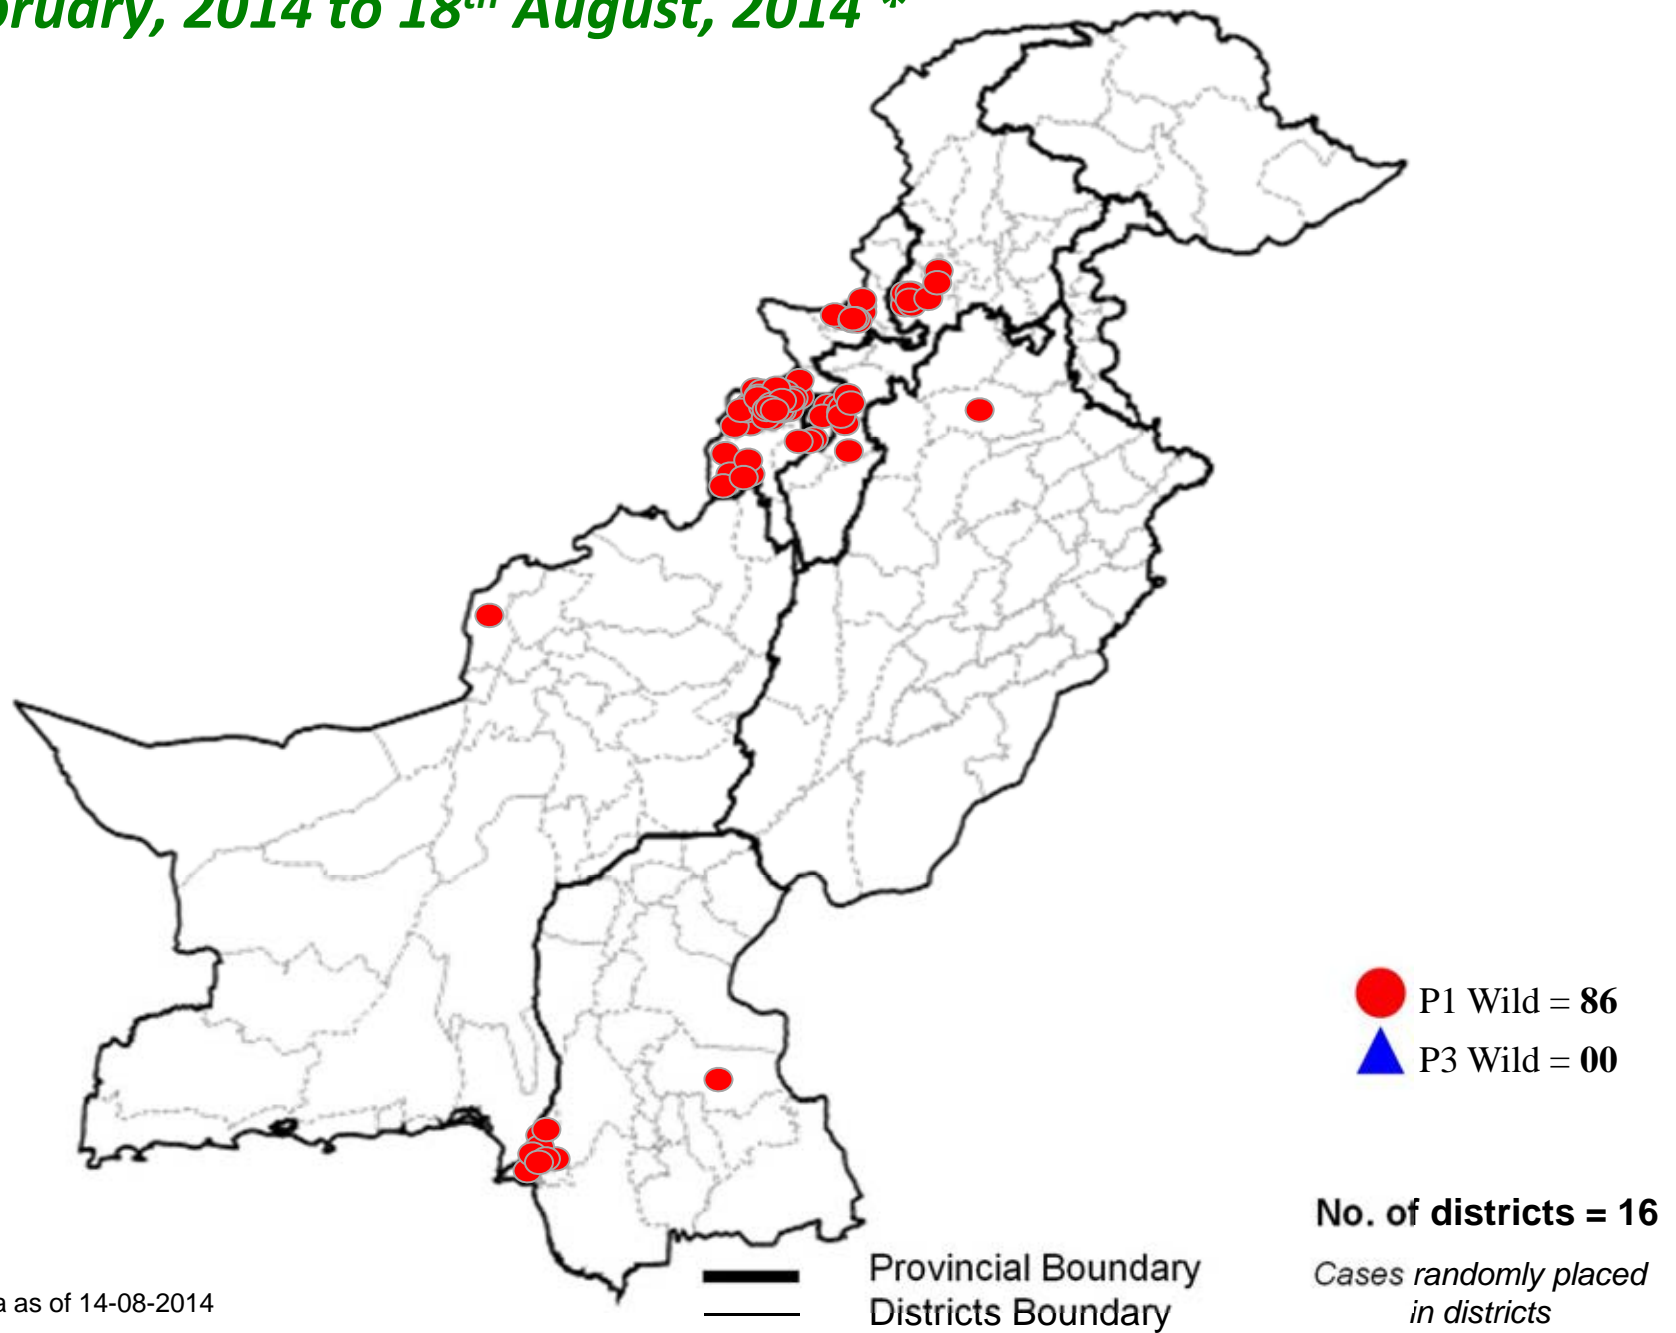 bruary, 2014 to 18th August, 2014 *
P1 Wild = 86
P3 Wild = 00
No. of districts = 16
Cases randomly placed
in districts
Provincial Boundary
Districts Boundary
a as of 14-08-2014